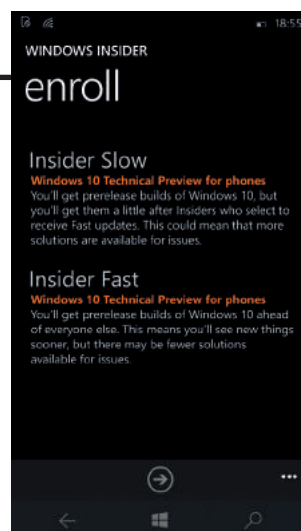 18:55
WINDOWS INSIDER
enroll
Insider Slow
Windows 10 Technical Preview for phones
You'll get prerelease builds of Windows 10, but
you'll get them a little after Insiders who select to
receive Fast updates. This could mean that more
solutions are available for issues.
Insider Fast
Windows 10 Technical Preview for phones
You'll get prerelease builds of Windows 10 ahead
of everyone else. This means you'll see new things
sooner, but there may be fewer solutions
available for issues.